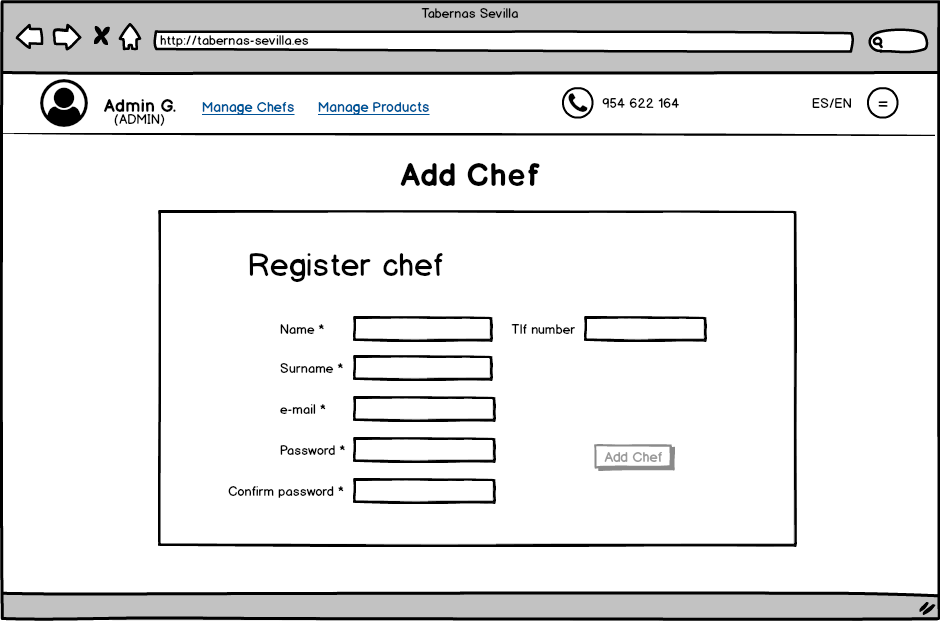 Tabernas Sevilla
http://tabernas-sevilla.es
Admin G.
(ADMIN)
Manage Chefs
Manage Products
954 622 164
ES/EN
Add Chef
Register chef
Name *
Tlf number
Surname *
e-mail *
Password *
Add Chef
Confirm password *